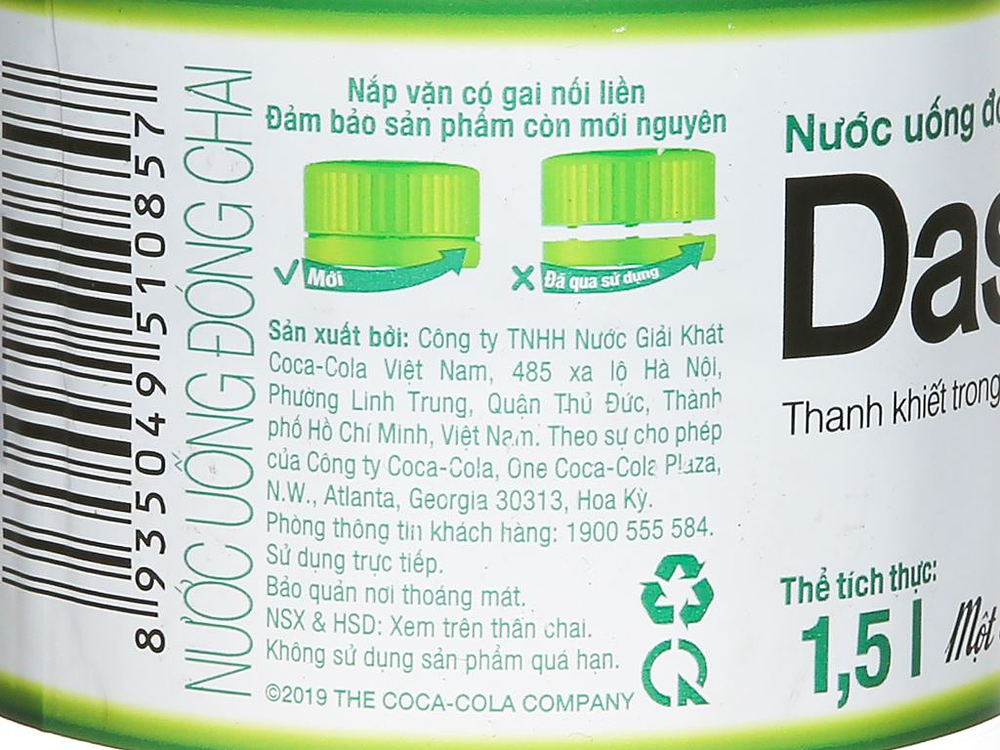 8935049510857
NƯỚC UỐNG ĐÓNG CHAI
Nắp vặn có gai nối liền
Đảm bảo sản phẩm còn mới nguyên
Mới
Đã qua sử dụng
Sản xuất bởi: Công ty TNHH Nước Giải Khát
Coca-Cola Việt Nam, 485 xa lộ Hà Nội,
Phường Linh Trung, Quận Thủ Đức, Thành
phố Hồ Chí Minh, Việt Nam. Theo sự cho phép
của Công ty Coca-Cola, One Coca-Cola Plaza,
N.W., Atlanta, Georgia 30313, Hoa Kỳ.
Phòng thông tin khách hàng: 1900 555 584.
Sử dụng trực tiếp.
Bảo quản nơi thoáng mát.
NSX & HSD: Xem trên thân chai.
Không sử dụng sản phẩm quá hạn.
©2019 THE COCA-COLA COMPANY
Nước uống đó
Das
Thanh khiết trong
Thể tích thực:
1,5 l
Một